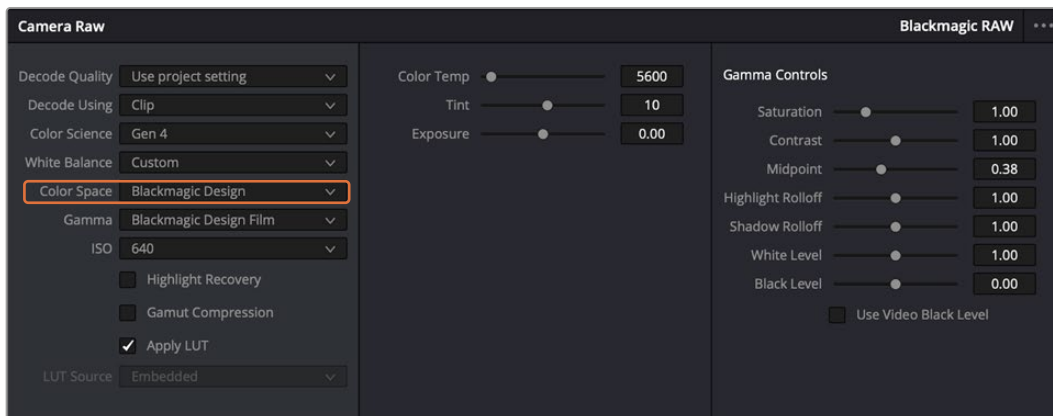 Camera Raw
Blackmagic RAW
Decode Quality Use project setting
Decode Using Clip
Color Science Gen 4
White Balance Custom
Color Space Blackmagic Design
Gamma Blackmagic Design Film
ISO 640
Highlight Recovery
Gamut Compression
Apply LUT
LUT Source Embedded
Color Temp 5600
Tint 10
Exposure 0.00
Gamma Controls
Saturation 1.00
Contrast 1.00
Midpoint 0.38
Highlight Rolloff 1.00
Shadow Rolloff 1.00
White Level 1.00
Black Level 0.00
Use Video Black Level